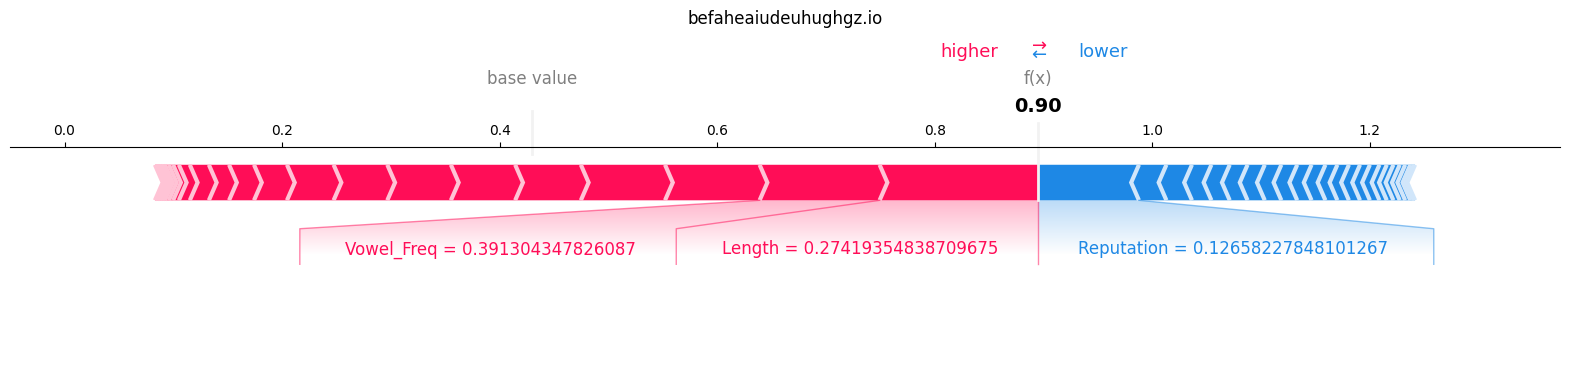 befaheaiudeuhughgz.io
higher ⇄ lower
base value f(x)
0.90
0.0 0.2 0.4 0.6 0.8 1.0 1.2
Vowel_Freq = 0.391304347826087 Length = 0.27419354838709675 Reputation = 0.12658227848101267